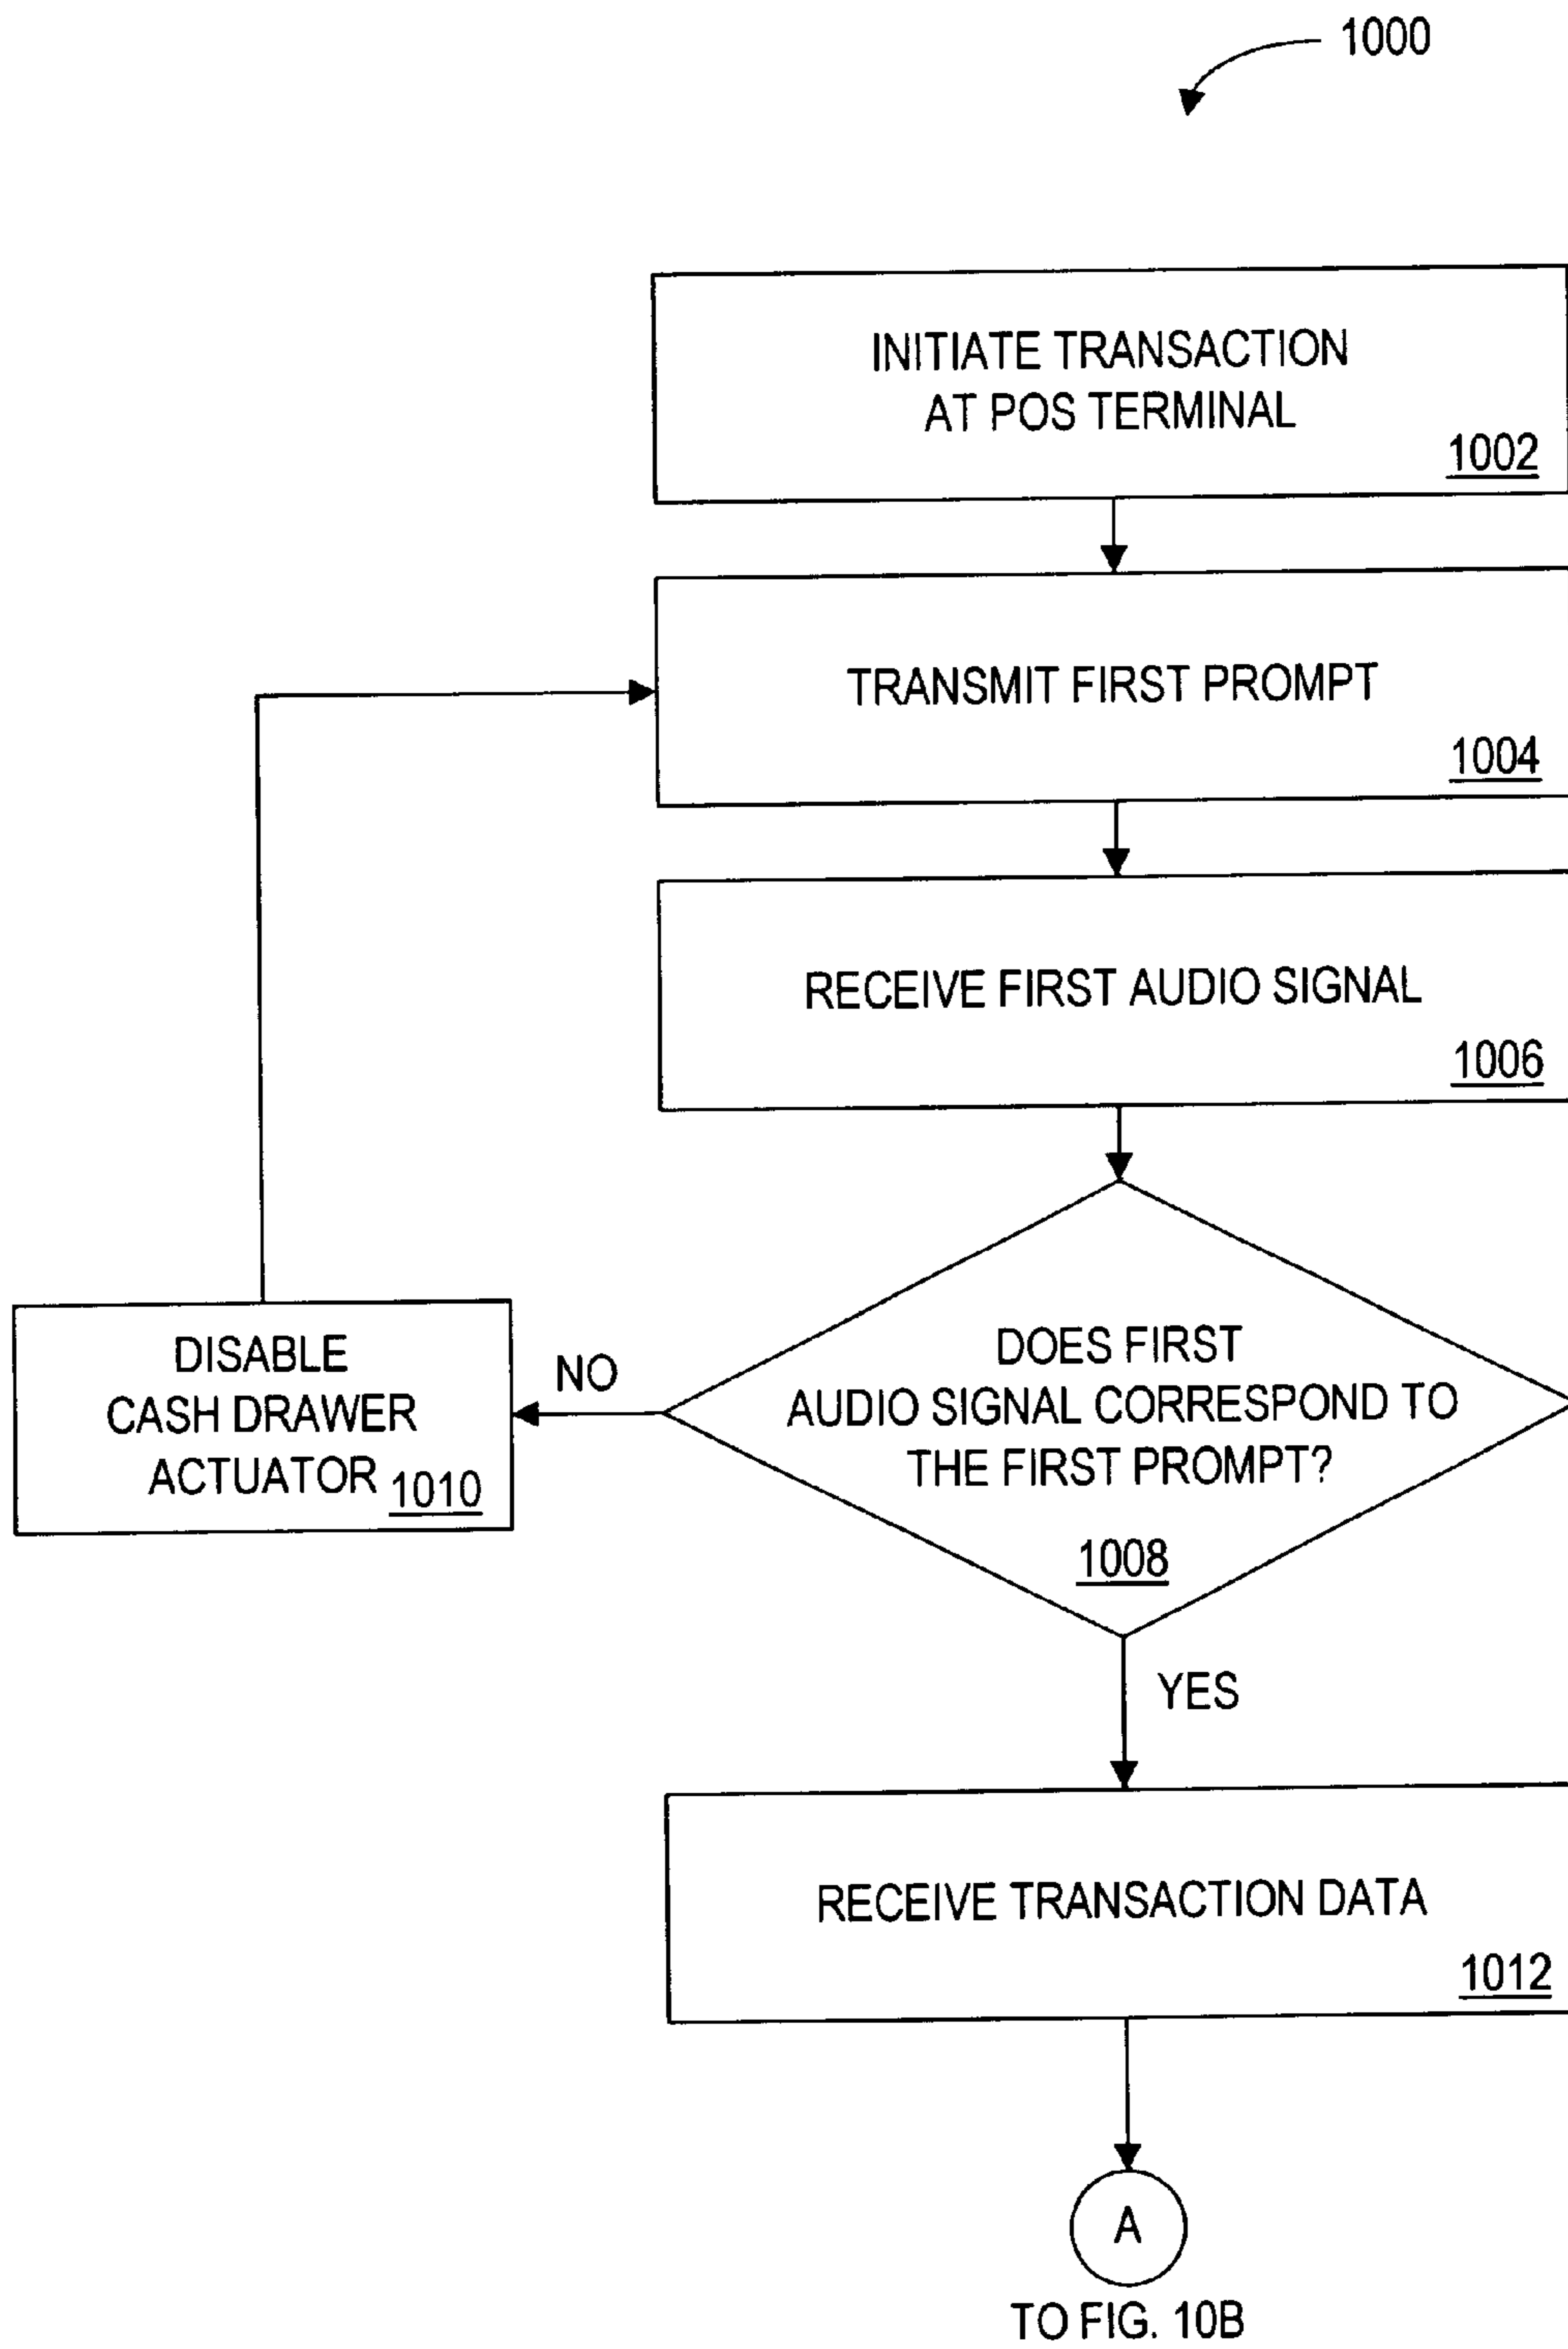 1000
INITIATE TRANSACTION
AT POS TERMINAL
1002
TRANSMIT FIRST PROMPT
1004
RECEIVE FIRST AUDIO SIGNAL
1006
DOES FIRST
AUDIO SIGNAL CORRESPOND TO
THE FIRST PROMPT?
1008
NO
DISABLE
CASH DRAWER
ACTUATOR 1010
YES
RECEIVE TRANSACTION DATA
1012
A
TO FIG. 10B